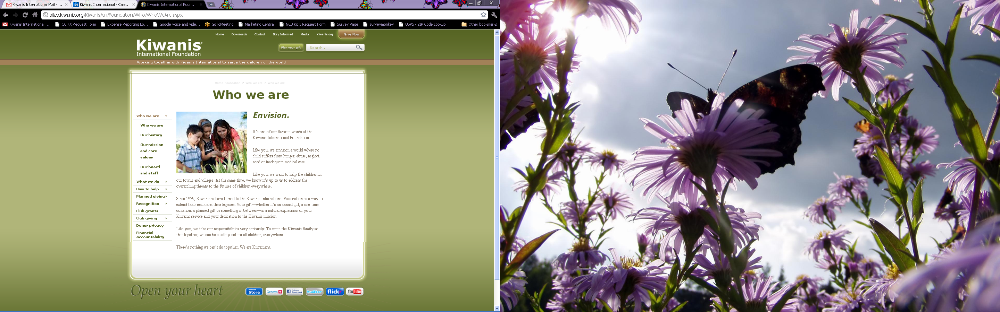 Kiwanis International Mail - ...
Kiwanis International - Cale...
Kiwanis International Foun...
sites.kiwanis.org/Kiwanis/en/Foundation/Who/WhoWeAre.aspx
Kiwanis International ...
CC Kit Request Form
Expense Reporting Lo...
Google voice and vide...
GoToMeeting
Marketing Central
NCB Kit 1 Request Form
Survey Page
surveymonkey
USPS - ZIP Code Lookup
Other bookmarks
Home
Downloads
Contact
Stay Informed
Media
Kiwanis.org
Give Now
Kiwanis®
International Foundation
Plan your gift
Search...
Working together with Kiwanis International to serve the children of the world
Home-Foundation > Who we are > Who we are
Who we are
Who we are
Who we are
Our history
Our mission
and core
values
Our board
and staff
What we do
How to help
Planned giving
Recognition
Club grants
Club giving
Donor privacy
Financial
Accountability
Envision.
It's one of our favorite words at the
Kiwanis International Foundation.
Like you, we envision a world where no
child suffers from hunger, abuse, neglect,
need or inadequate medical care.
Like you, we want to help the children in
our towns and villages. At the same time, we know it's up to us to address the
overarching threats to the futures of children everywhere.
Since 1939, Kiwanians have turned to the Kiwanis International Foundation as a way to
extend their reach and their legacies. Your gift—whether it's an annual gift, a one-time
donation, a planned gift or something in between—is a natural expression of your
Kiwanis service and your dedication to the Kiwanis mission.
Like you, we take our responsibilities very seriously: To unite the Kiwanis family so
that together, we can be a safety net for all children, everywhere.
There's nothing we can't do together. We are Kiwanians.
Open your heart
Kiwanis
Store
Geneva
Find us on
Facebook
twitter
flickr
YouTube